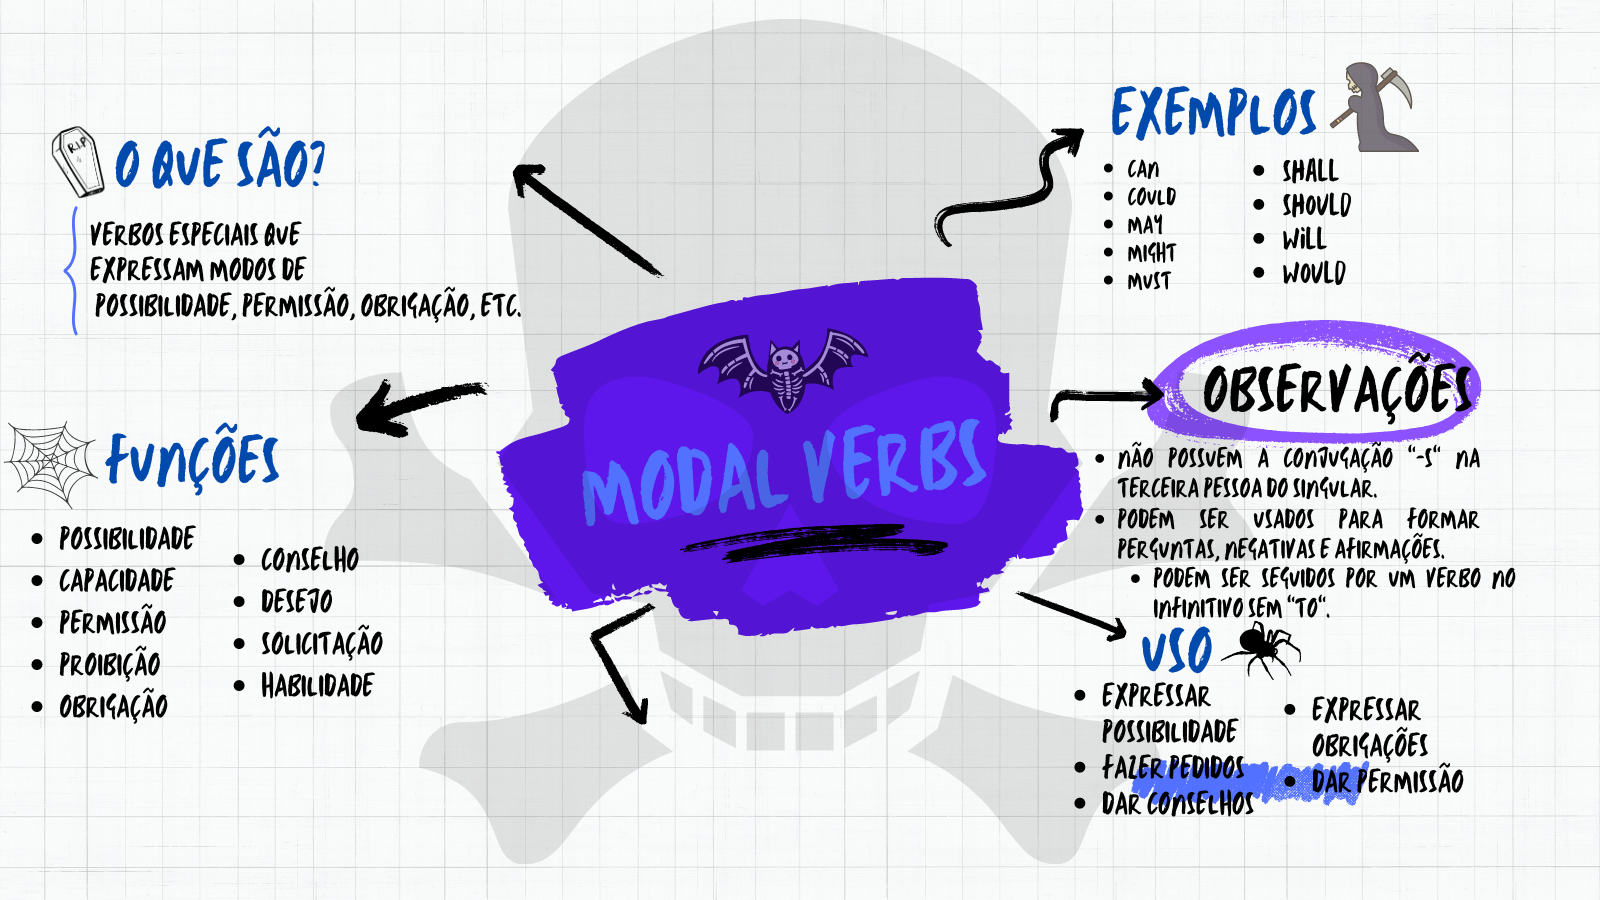 MODAL VERBS
R.I.P
O QUE SÃO?
VERBOS ESPECIAIS QUE
EXPRESSAM MODOS DE
POSSIBILIDADE, PERMISSÃO, OBRIGAÇÃO, ETC.
FUNÇÕES
POSSIBILIDADE
CAPACIDADE
PERMISSÃO
PROIBIÇÃO
OBRIGAÇÃO
CONSELHO
DESEJO
SOLICITAÇÃO
HABILIDADE
EXEMPLOS
CAN
COULD
MAY
MIGHT
MUST
SHALL
SHOULD
WILL
WOULD
OBSERVAÇÕES
NÃO POSSUEM A CONJUGAÇÃO "-S" NA
TERCEIRA PESSOA DO SINGULAR.
PODEM SER USADOS PARA FORMAR
PERGUNTAS, NEGATIVAS E AFIRMAÇÕES.
PODEM SER SEGUIDOS POR UM VERBO NO
INFINITIVO SEM "TO".
USO
EXPRESSAR
POSSIBILIDADE
FAZER PEDIDOS
DAR CONSELHOS
EXPRESSAR
OBRIGAÇÕES
DAR PERMISSÃO